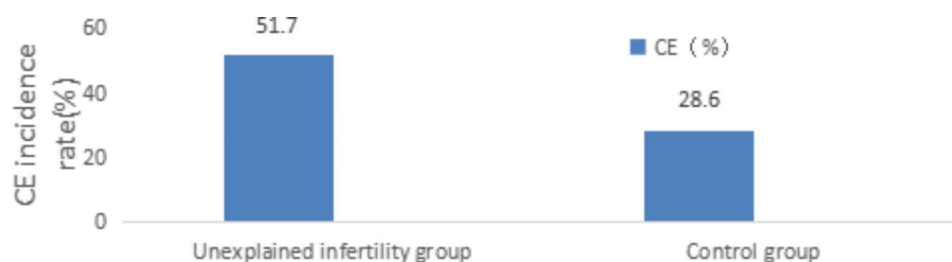 CE incidence
rate(%)
60
40
20
0
51.7
28.6
CE（%）
Unexplained infertility group
Control group